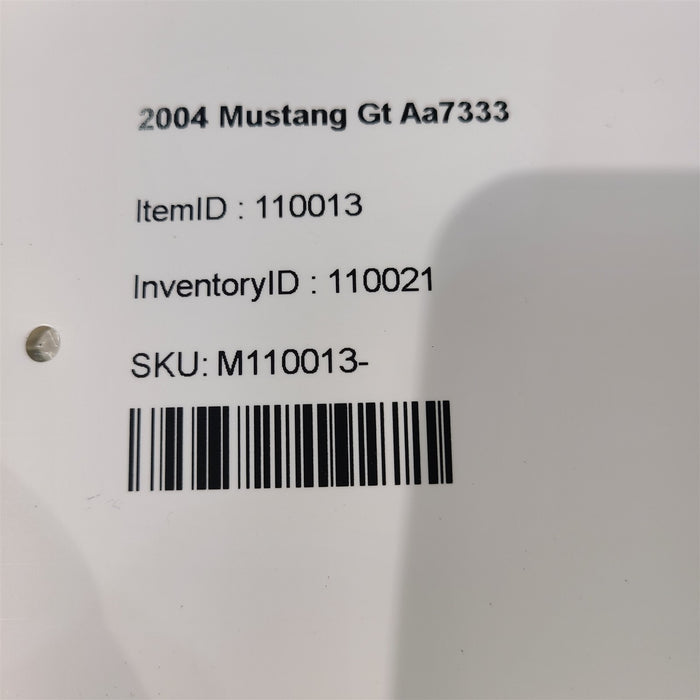 2004 Mustang Gt Aa7333
ItemID : 110013
InventoryID : 110021
SKU: M110013-